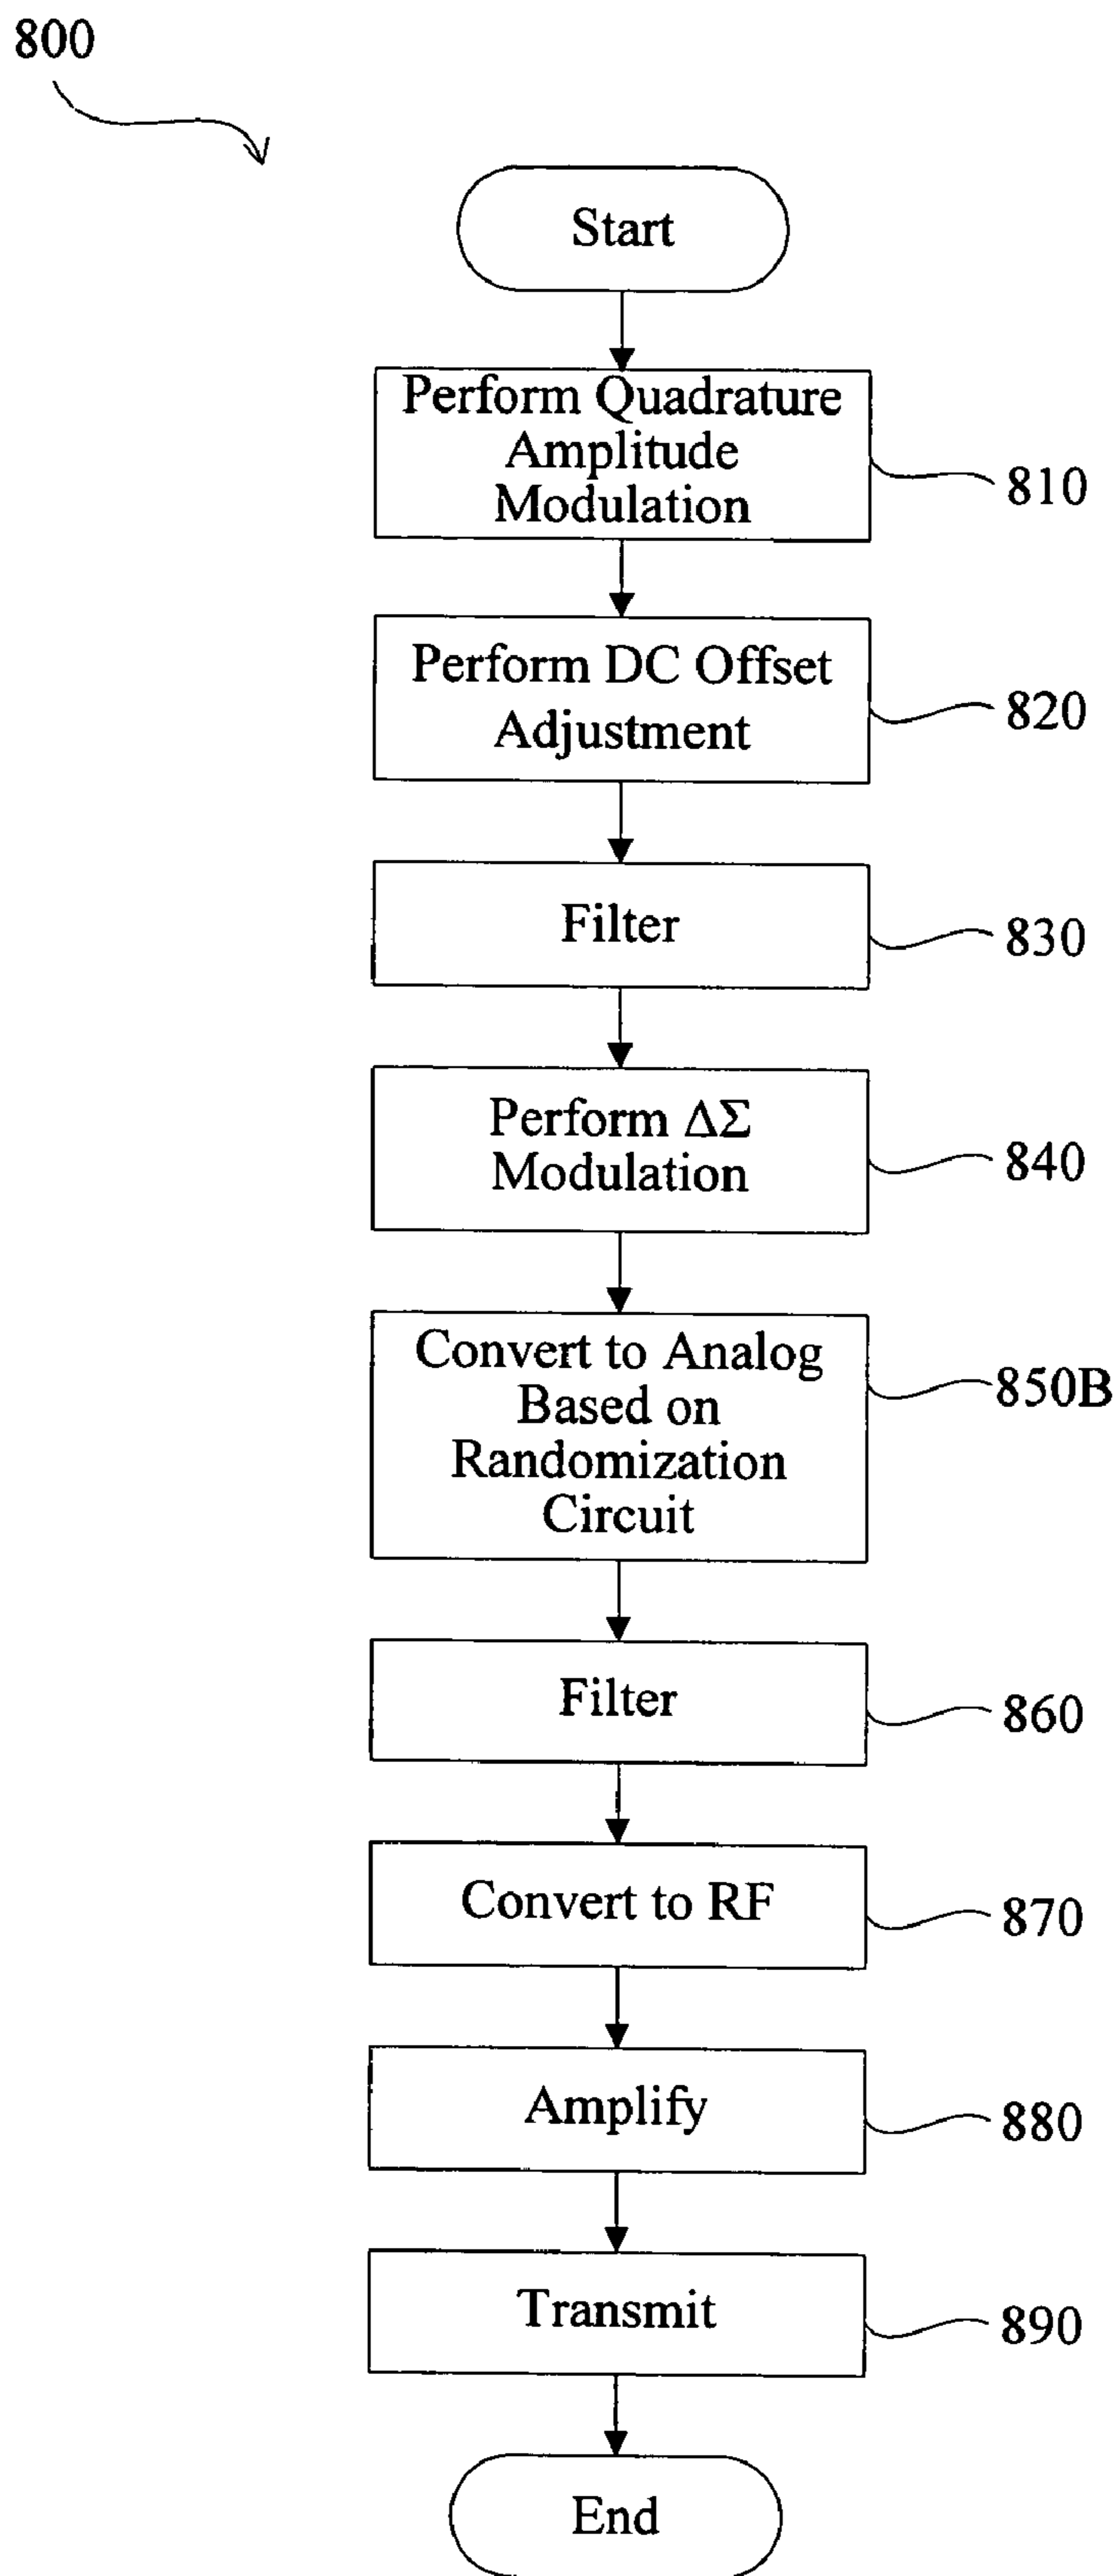 800
Start
Perform Quadrature
Amplitude
Modulation
810
Perform DC Offset
Adjustment
820
Filter
830
Perform ΔΣ
Modulation
840
Convert to Analog
Based on
Randomization
Circuit
850B
Filter
860
Convert to RF
870
Amplify
880
Transmit
890
End